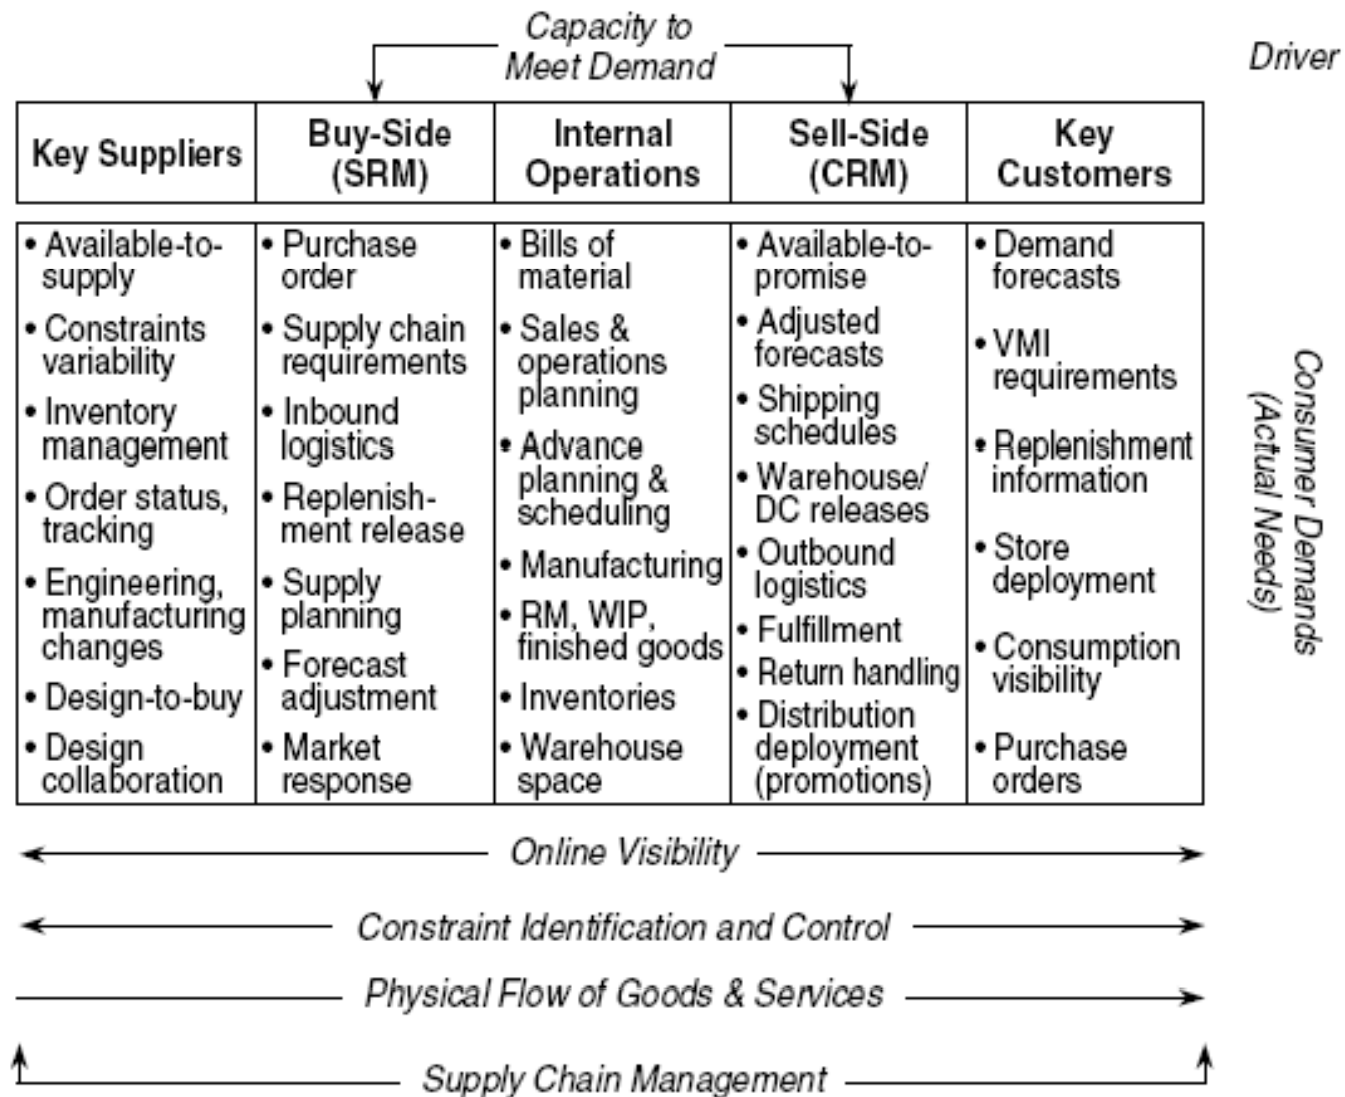 Capacity to
Meet Demand
Driver
Key Suppliers
Buy-Side
(SRM)
Internal
Operations
Sell-Side
(CRM)
Key
Customers
• Available-to-
supply
• Constraints
variability
• Inventory
management
• Order status,
tracking
• Engineering,
manufacturing
changes
• Design-to-buy
• Design
collaboration
• Purchase
order
• Supply chain
requirements
• Inbound
logistics
• Replenish-
ment release
• Supply
planning
• Forecast
adjustment
• Market
response
• Bills of
material
• Sales &
operations
planning
• Advance
planning &
scheduling
• Manufacturing
• RM, WIP,
finished goods
• Inventories
• Warehouse
space
• Available-to-
promise
• Adjusted
forecasts
• Shipping
schedules
• Warehouse/
DC releases
• Outbound
logistics
• Fulfillment
• Return handling
• Distribution
deployment
(promotions)
• Demand
forecasts
• VMI
requirements
• Replenishment
information
• Store
deployment
• Consumption
visibility
• Purchase
orders
Consumer Demands
(Actual Needs)
Online Visibility
Constraint Identification and Control
Physical Flow of Goods & Services
Supply Chain Management